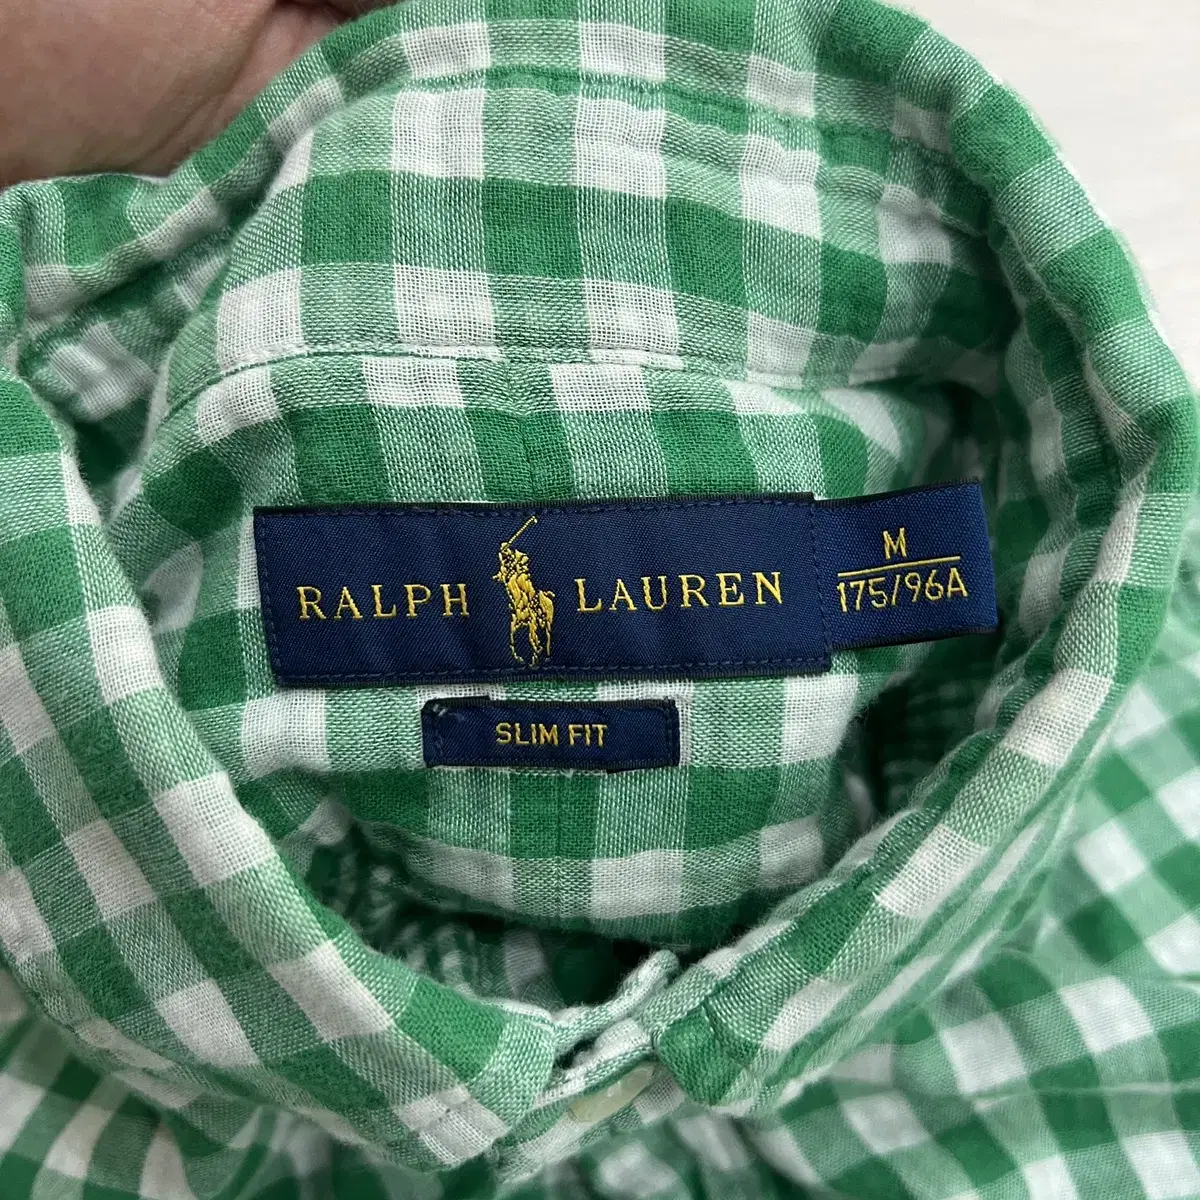 RALPH LAUREN
M
175/96A
SLIM FIT